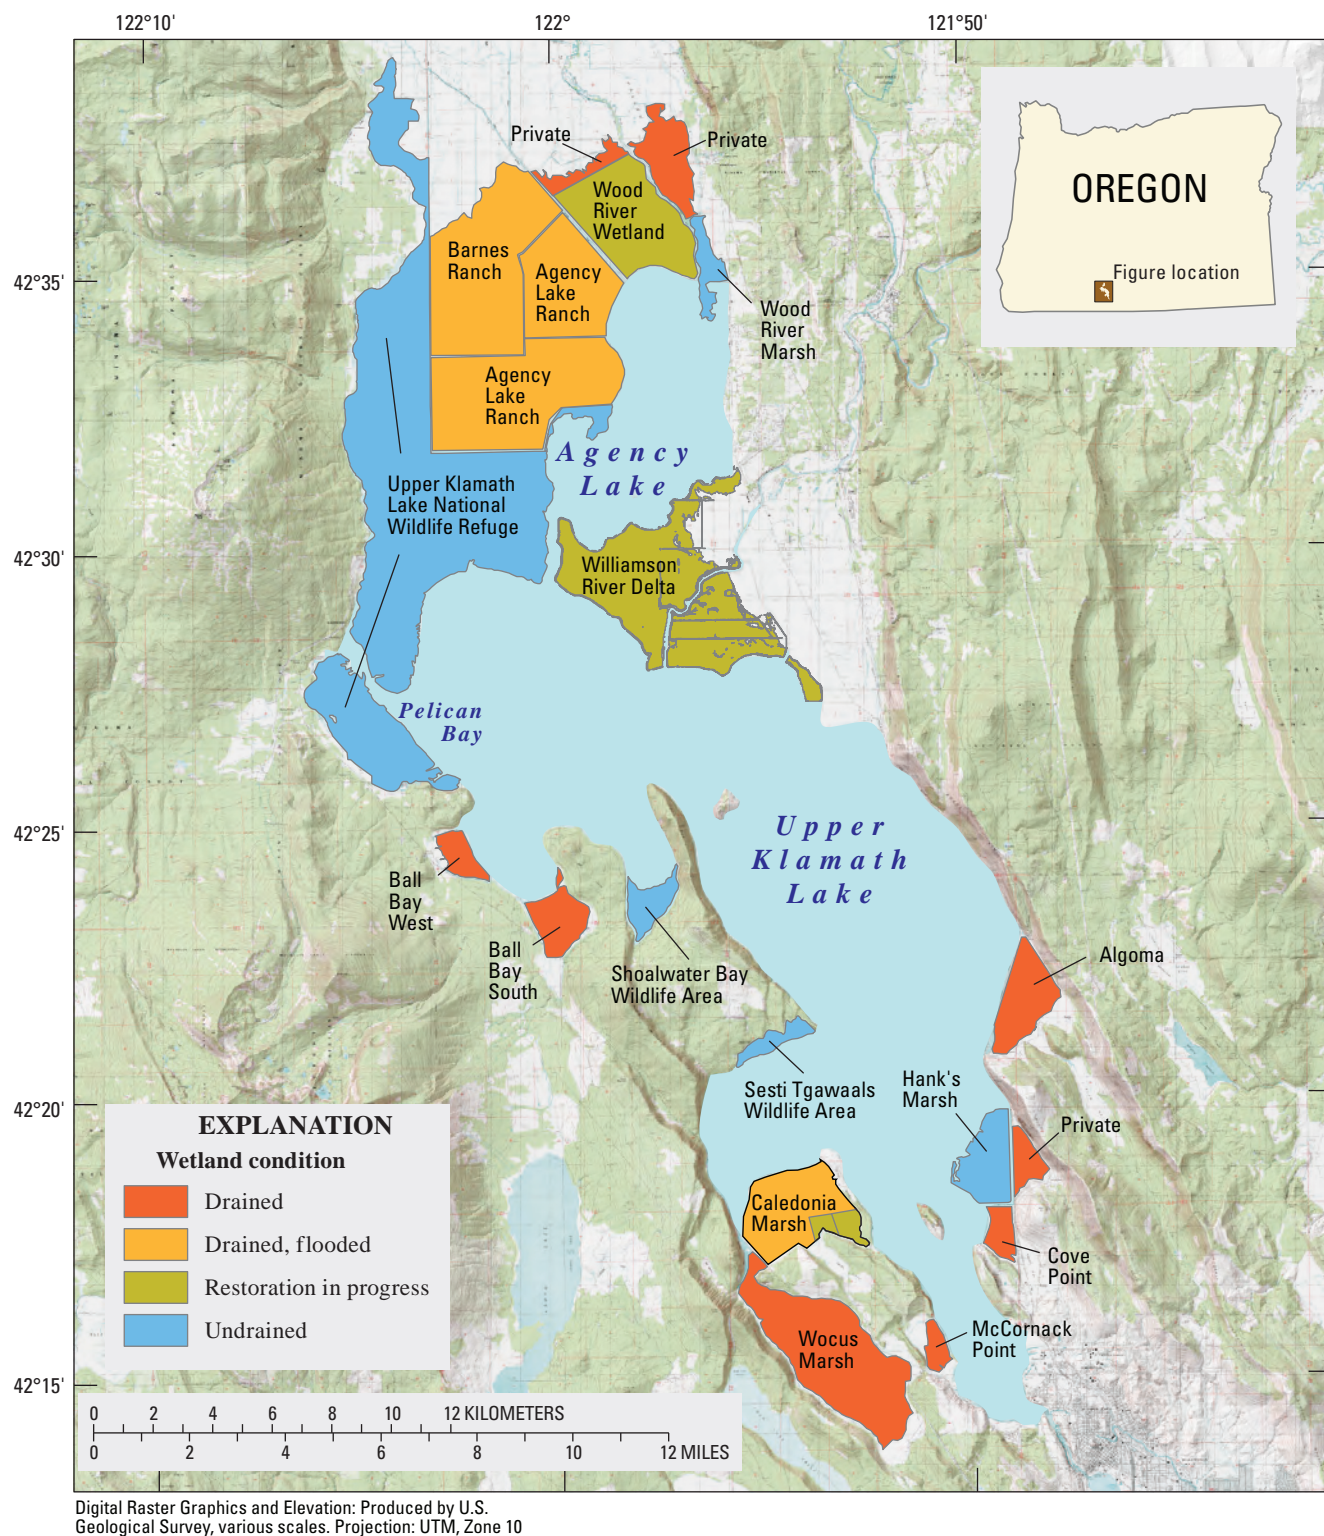 122°10'
122°
121°50'
42°35'
42°30'
42°25'
42°20'
42°15'
Private
Private
Wood
River
Wetland
Barnes
Ranch
Agency
Lake
Ranch
Wood
River
Marsh
Agency
Lake
Ranch
Agency
Lake
Upper Klamath
Lake National
Wildlife Refuge
Williamson
River Delta
Pelican
Bay
Upper
Klamath
Lake
Ball
Bay
West
Ball
Bay
South
Shoalwater Bay
Wildlife Area
Algoma
Sesti Tgawaals
Wildlife Area
Hank's
Marsh
Private
Caledonia
Marsh
Cove
Point
Wocus
Marsh
McCornack
Point
OREGON
Figure location
EXPLANATION
Wetland condition
Drained
Drained, flooded
Restoration in progress
Undrained
0 2 4 6 8 10 12 KILOMETERS
0 2 4 6 8 10 12 MILES
Digital Raster Graphics and Elevation: Produced by U.S.
Geological Survey, various scales. Projection: UTM, Zone 10